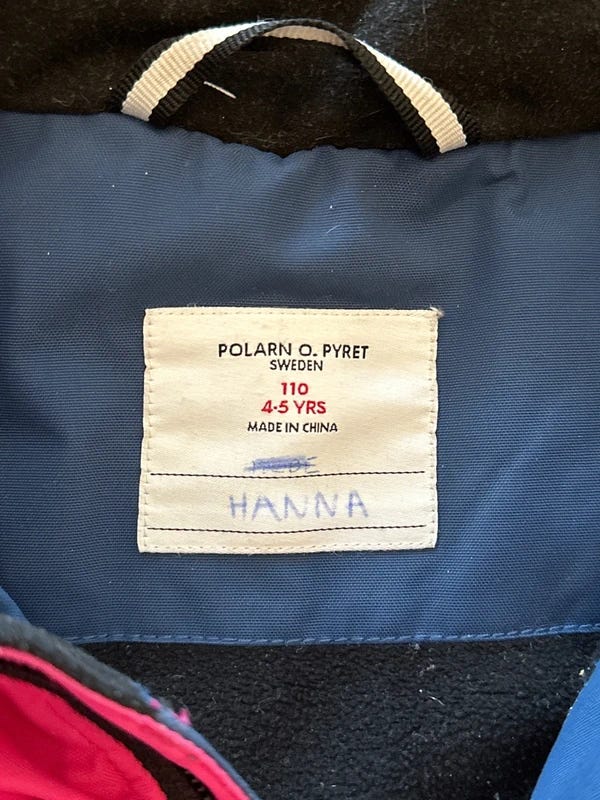 POLARN O. PYRET
SWEDEN
110
4-5 YRS
MADE IN CHINA
HANNA